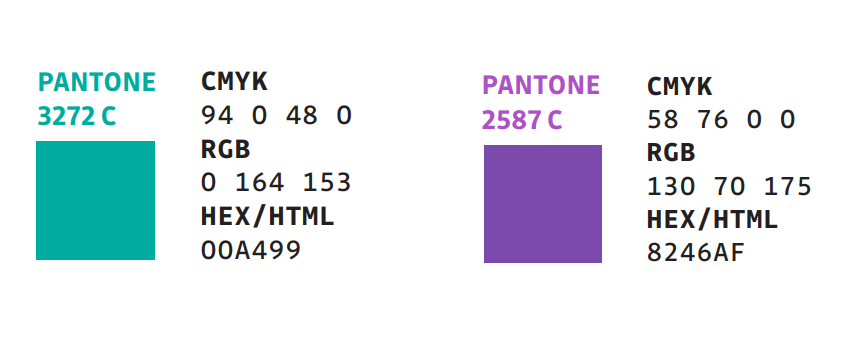 PANTONE
3272 C
CMYK
94 0 48 0
RGB
0 164 153
HEX/HTML
00A499
PANTONE
2587 C
CMYK
58 76 0 0
RGB
130 70 175
HEX/HTML
8246AF